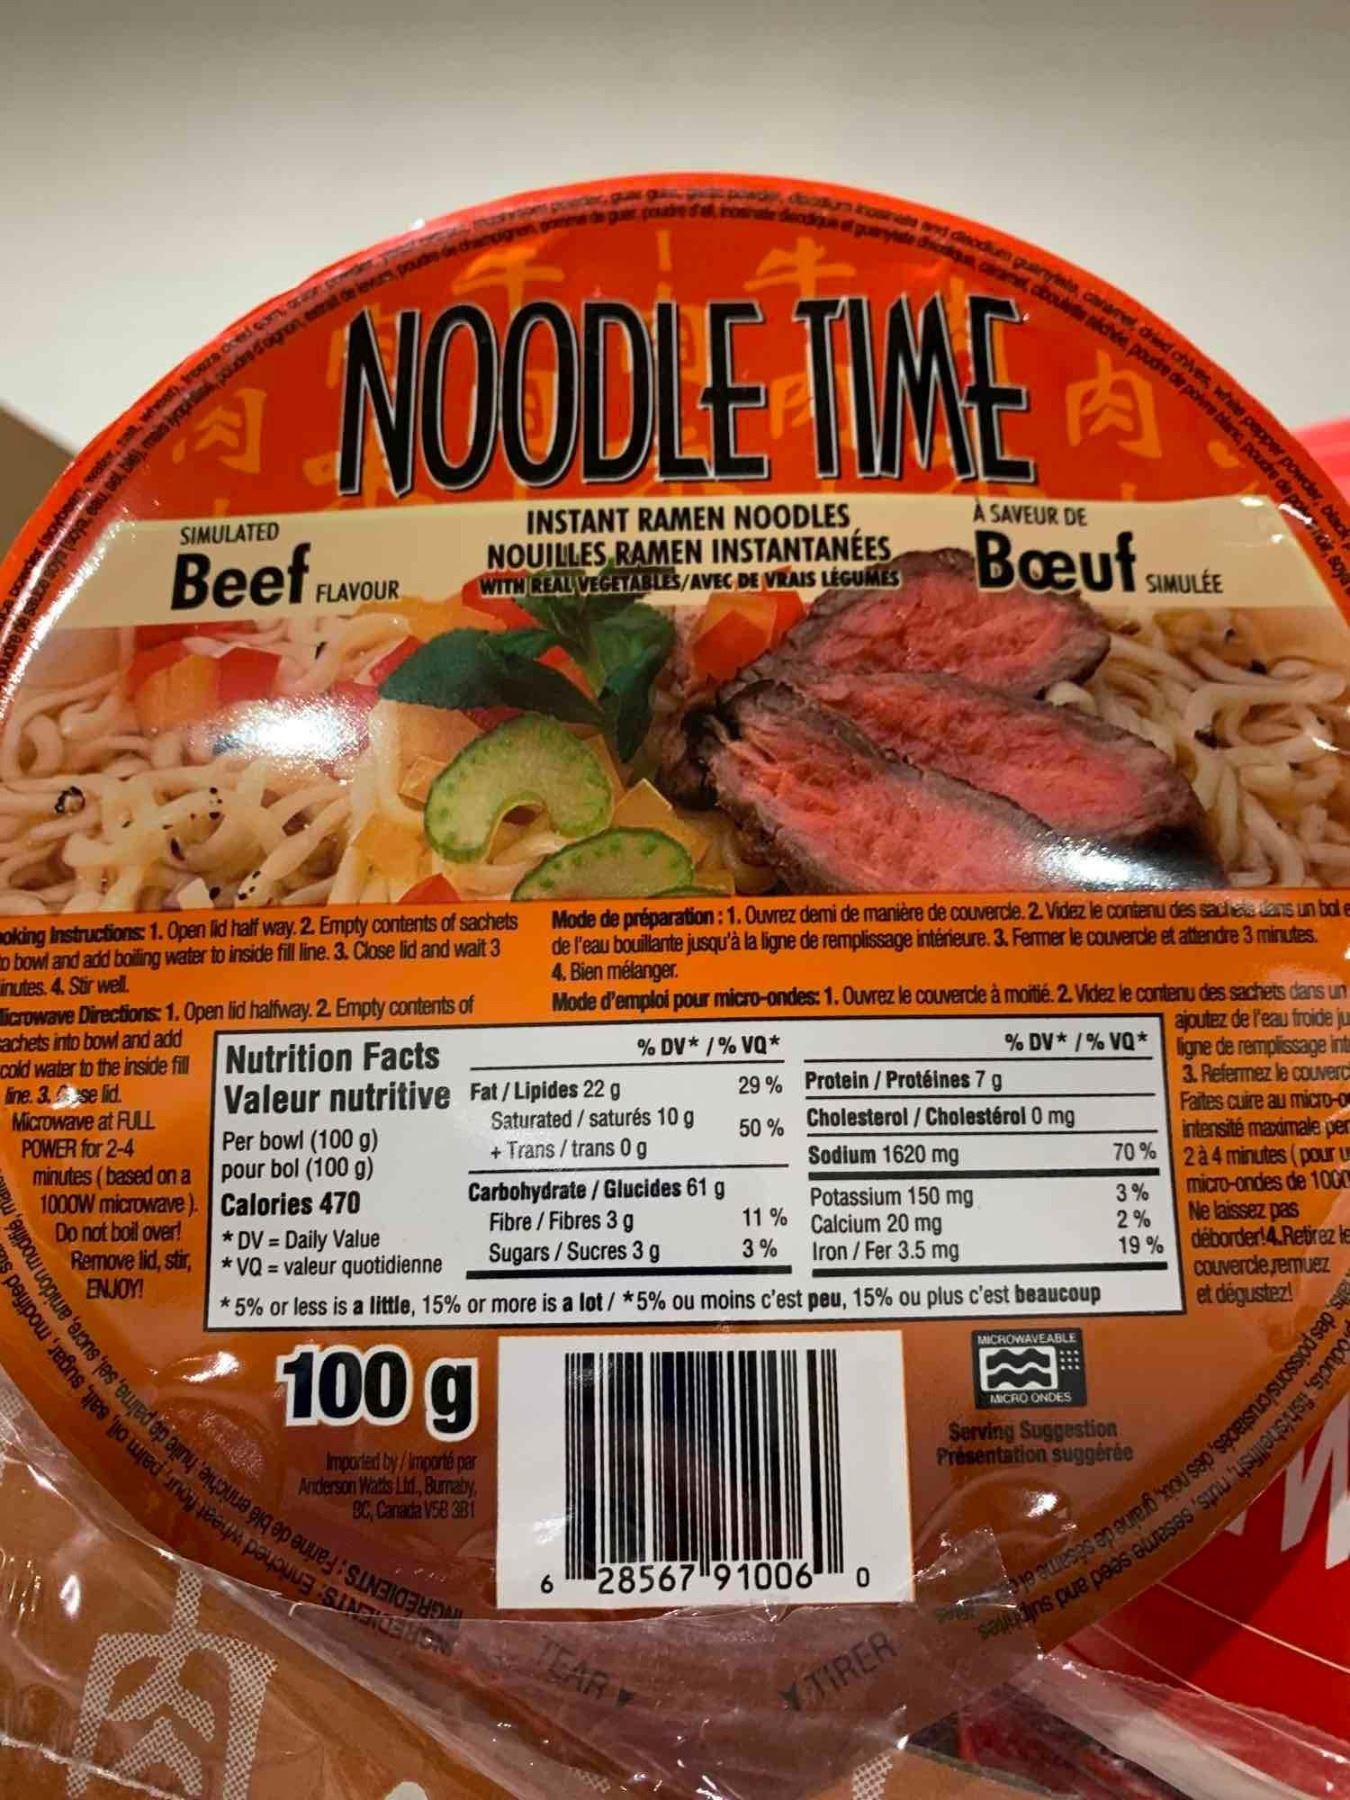 NOODLE TIME
SIMULATED
Beef FLAVOUR
INSTANT RAMEN NOODLES
NOUILLES RAMEN INSTANTANÉES
WITH REAL VEGETABLES/AVEC DE VRAIS LÉGUMES
À SAVEUR DE
Bœuf SIMULÉE
Instructions: 1. Open lid half way. 2. Empty contents of sachets
bowl and add boiling water to inside fill line. 3. Close lid and wait 3
4. Stir well.
Directions: 1. Open lid halfway. 2. Empty contents of
into bowl and add
cold water to the inside fill
line. 3. lid.
Microwave at FULL
POWER for 2-4
minutes ( based on a
1000W microwave ).
Do not boil over!
Remove lid, stir,
ENJOY!
Mode de préparation : 1. Ouvrez demi de manière de couvercle. 2. Videz le contenu des sachets dans un bol
de l'eau bouillante jusqu'à la ligne de remplissage intérieure. 3. Fermer le couvercle et attendre 3 minutes.
4. Bien mélanger.
Mode d'emploi pour micro-ondes: 1. Ouvrez le couvercle à moitié. 2. Videz le contenu des sachets dans un
ajoutez de l'eau froide
ligne de remplissage
3. Refermez le
Faites cuire au
intensité maximale
2 à 4 minutes ( pour
micro-ondes de
Ne laissez pas
déborder!4.Retirez
couvercle,remuez
et dégustez!
Nutrition Facts
Valeur nutritive
Per bowl (100 g)
pour bol (100 g)
Calories 470
* DV = Daily Value
* VQ = valeur quotidienne
% DV* / % VQ*
Fat / Lipides 22 g 29 %
Saturated / saturés 10 g 50 %
+ Trans / trans 0 g
Carbohydrate / Glucides 61 g
Fibre / Fibres 3 g 11 %
Sugars / Sucres 3 g 3 %
% DV* / % VQ*
Protein / Protéines 7 g
Cholesterol / Cholestérol 0 mg
Sodium 1620 mg 70 %
Potassium 150 mg 3 %
Calcium 20 mg 2 %
Iron / Fer 3.5 mg 19 %
* 5% or less is a little, 15% or more is a lot / *5% ou moins c'est peu, 15% ou plus c'est beaucoup
100 g
Imported by / Importé par
Anderson Watts Ltd., Burnaby,
BC, Canada V5B 3B1
6 28567 91006 0
MICROWAVEABLE
MICRO ONDES
Serving Suggestion
Présentation suggérée
INGREDIENTS: Enriched wheat flour, palm oil, salt, sugar, modified
INGRÉDIENTS : Farine de blé enrichie, huile de palme, sel, sucre, amidon modifié,
sesame seed and sulphites
TEAR
TIRER
肉
牛